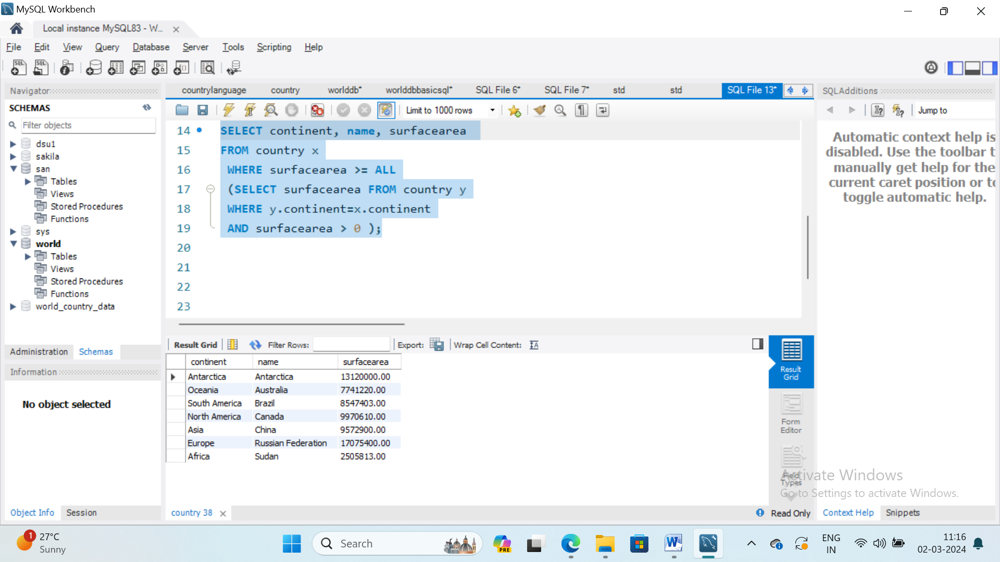 MySQL Workbench
Local instance MySQL83 - W...
File Edit View Query Database Server Tools Scripting Help
Navigator
SCHEMAS
Filter objects
dsu1
sakila
san
Tables
Views
Stored Procedures
Functions
sys
world
Tables
Views
Stored Procedures
Functions
world_country_data
Administration Schemas
Information
No object selected
Object Info Session
countrylanguage country worlddb* worlddbbasicsql* SQL File 6* SQL File 7* std std SQL File 13*
Limit to 1000 rows
14 SELECT continent, name, surfacearea
15 FROM country x
16 WHERE surfacearea >= ALL
17 (SELECT surfacearea FROM country y
18 WHERE y.continent=x.continent
19 AND surfacearea > 0 );
20
21
22
23
Result Grid Filter Rows: Export: Wrap Cell Content:
continent name surfacearea
Antarctica Antarctica 13120000.00
Oceania Australia 7741220.00
South America Brazil 8547403.00
North America Canada 9970610.00
Asia China 9572900.00
Europe Russian Federation 17075400.00
Africa Sudan 2505813.00
Result
Grid
Form
Editor
Field
Types
country 38
Read Only
SQLAdditions
Jump to
Automatic context help is
disabled. Use the toolbar t
manually get help for the
current caret position or to
toggle automatic help.
Activate Windows
Go to Settings to activate Windows.
Context Help Snippets
1
27°C
Sunny
Search
PRE
ENG
IN
11:16
02-03-2024